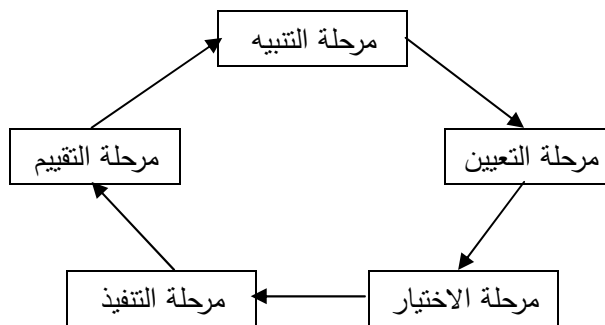 مرحلة التنبيه
مرحلة التعيين
مرحلة الاختيار
مرحلة التنفيذ
مرحلة التقييم